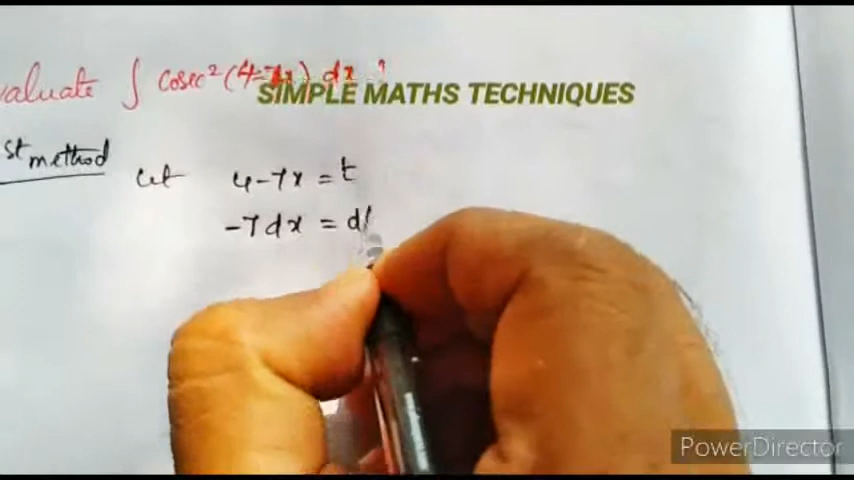 valuate ∫ Cosec² (4-7x) dx ?
SIMPLE MATHS TECHNIQUES
st method
Let 4-7x = t
-7dx = dt
PowerDirector